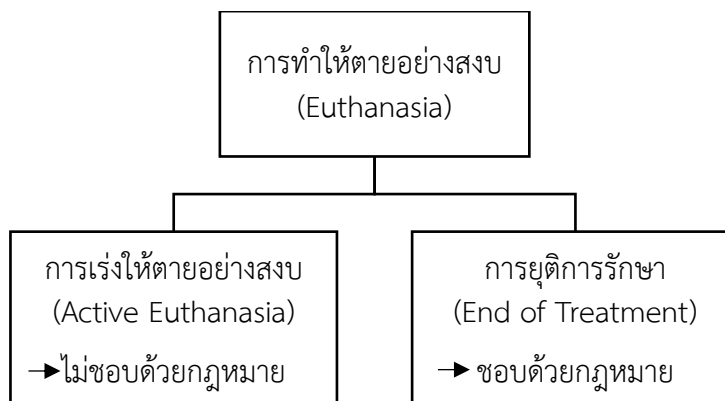 การทำให้ตายอย่างสงบ
(Euthanasia)
การเร่งให้ตายอย่างสงบ
(Active Euthanasia)
→ไม่ชอบด้วยกฎหมาย
การยุติการรักษา
(End of Treatment)
→ ชอบด้วยกฎหมาย